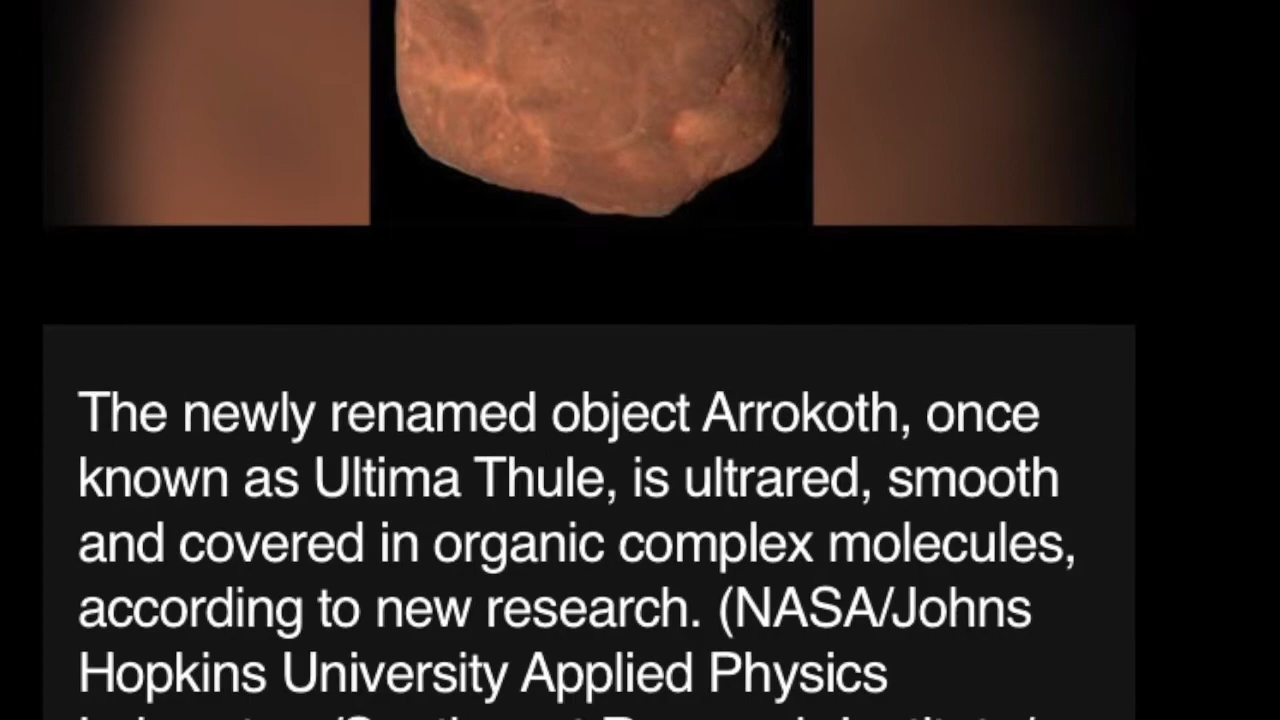 The newly renamed object Arrokoth, once
known as Ultima Thule, is ultrared, smooth
and covered in organic complex molecules,
according to new research. (NASA/Johns
Hopkins University Applied Physics